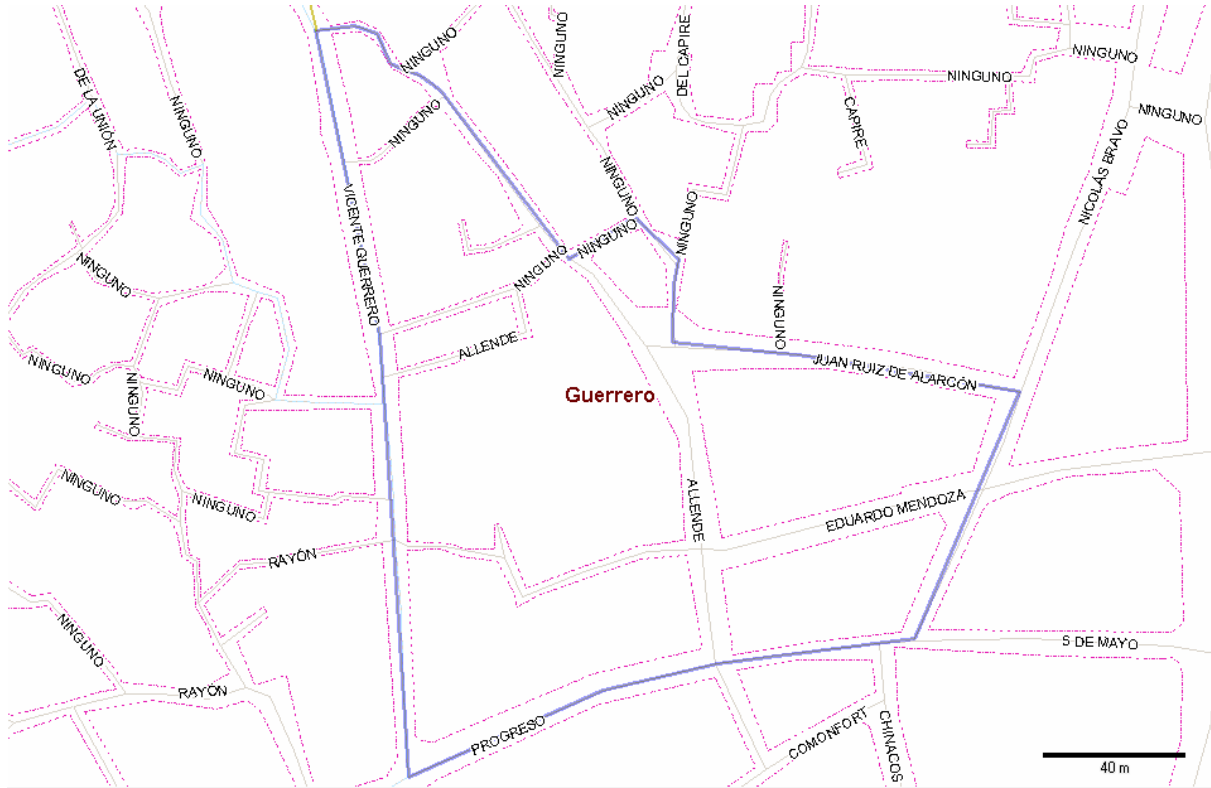 NINGUNO
NINGUNO
DEL CAPIRE
NINGUNO
NINGUNO
DE LA UNIÓN
NINGUNO
NINGUNO
NINGUNO
CAPIRE
NINGUNO
NICOLÁS BRAVO
NINGUNO
VICENTE GUERRERO
NINGUNO
NINGUNO
NINGUNO
NINGUNO
NINGUNO
NINGUNO
ALLENDE
JUAN RUIZ DE ALARCÓN
NINGUNO
NINGUNO
NINGUNO
Guerrero
NINGUNO
NINGUNO
ALLENDE
EDUARDO MENDOZA
RAYÓN
NINGUNO
S DE MAYO
RAYÓN
PROGRESO
COMONFORT
CHINACOS
40 m